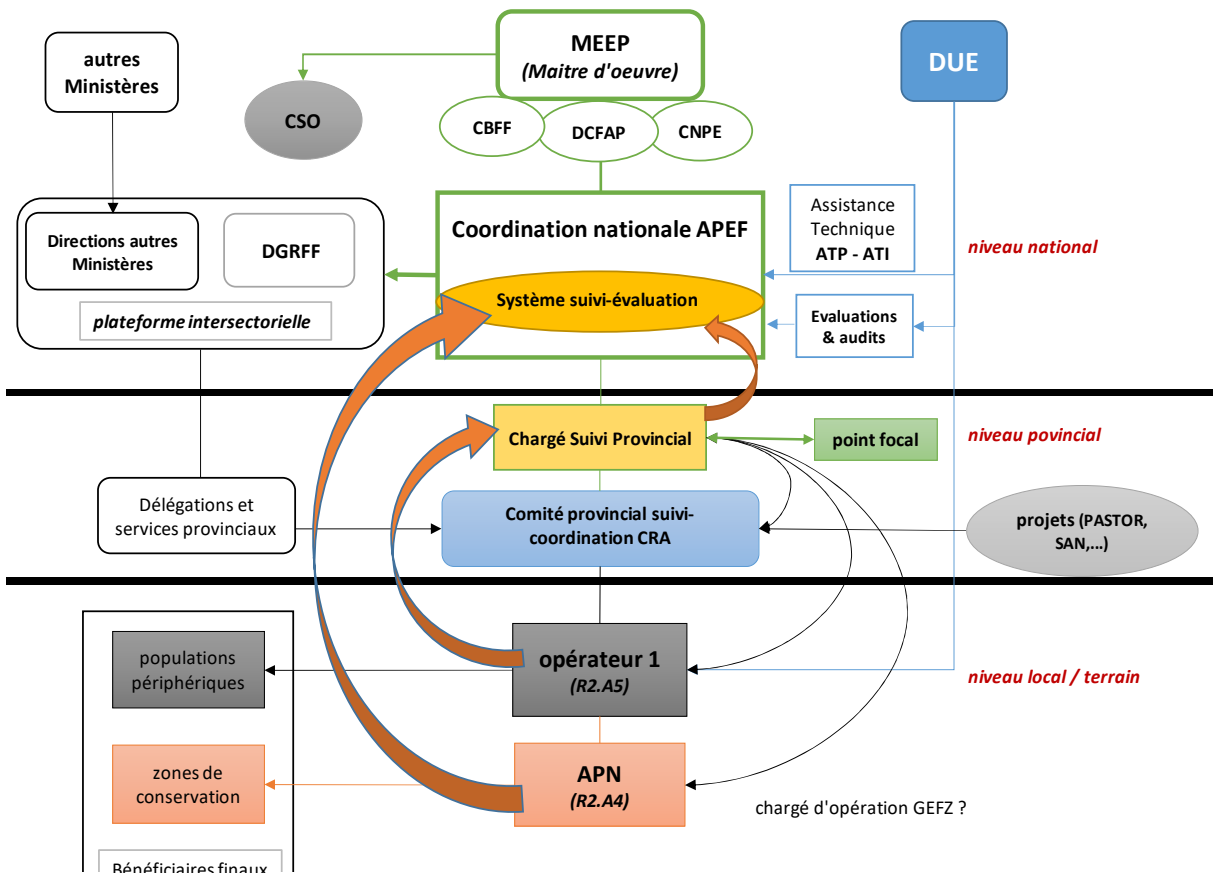 autres
Ministères
MEEP
(Maitre d'oeuvre)
DUE
CSO
CBFF
DCFAP
CNPE
Directions autres
Ministères
DGRFF
plateforme intersectorielle
Coordination nationale APEF
Système suivi-évaluation
Assistance
Technique
ATP - ATI
Evaluations
& audits
niveau national
Chargé Suivi Provincial
point focal
niveau povincial
Délégations et
services provinciaux
Comité provincial suivi-
coordination CRA
projets (PASTOR,
SAN,...)
populations
périphériques
opérateur 1
(R2.A5)
niveau local / terrain
zones de
conservation
APN
(R2.A4)
chargé d'opération GEFZ ?
Bénéficiaires finaux